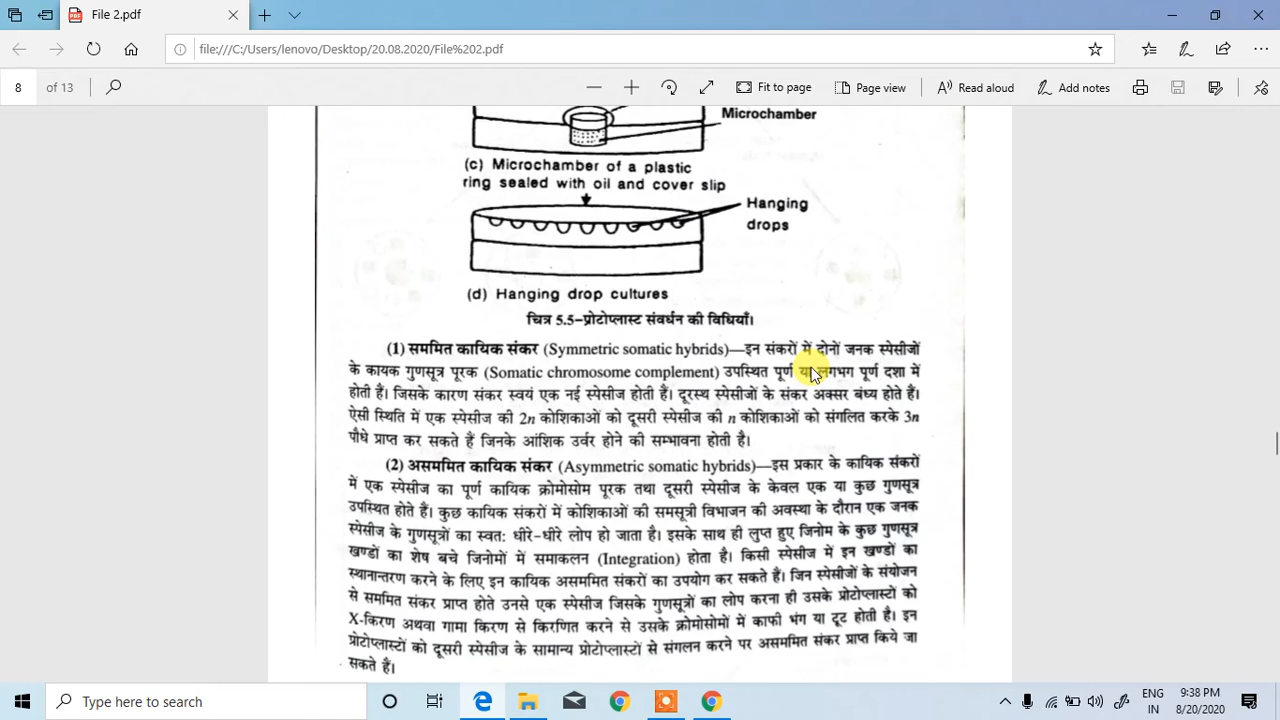 File 2.pdf
file:///C:/Users/lenovo/Desktop/20.08.2020/File%202.pdf
8 of 13
Fit to page
Page view
Read aloud
Add notes
Microchamber
(c) Microchamber of a plastic
ring sealed with oil and cover slip
Hanging
drops
(d) Hanging drop cultures
चित्र 5.5–प्रोटोप्लास्ट संवर्धन की विधियाँ।
(1) सममित कायिक संकर (Symmetric somatic hybrids)—इन संकरों में दोनों जनक स्पेसीजों
के कायक गुणसूत्र पूरक (Somatic chromosome complement) उपस्थित पूर्ण या लगभग पूर्ण दशा में
होती हैं। जिसके कारण संकर स्वयं एक नई स्पेसीज होती हैं। दूरस्थ स्पेसीजों के संकर अक्सर बंध्य होते हैं।
ऐसी स्थिति में एक स्पेसीज की 2n कोशिकाओं को दूसरी स्पेसीज की n कोशिकाओं को संगलित करके 3n
पौधे प्राप्त कर सकते हैं जिनके आंशिक उर्वर होने की सम्भावना होती है।
(2) असममित कायिक संकर (Asymmetric somatic hybrids)—इस प्रकार के कायिक संकरों
में एक स्पेसीज का पूर्ण कायिक क्रोमोसोम पूरक तथा दूसरी स्पेसीज के केवल एक या कुछ गुणसूत्र
उपस्थित होते हैं। कुछ कायिक संकरों में कोशिकाओं की समसूत्री विभाजन की अवस्था के दौरान एक जनक
स्पेसीज के गुणसूत्रों का स्वत: धीरे-धीरे लोप हो जाता है। इसके साथ ही लुप्त हुए जिनोम के कुछ गुणसूत्र
खण्डों का शेष बचे जिनोमों में समाकलन (Integration) होता है। किसी स्पेसीज में इन खण्डों का
स्थानान्तरण करने के लिए इन कायिक असममित संकरों का उपयोग कर सकते हैं। जिन स्पेसीजों के संयोजन
से सममित संकर प्राप्त होते उनसे एक स्पेसीज जिसके गुणसूत्रों का लोप करना ही उसके प्रोटोप्लास्टों को
X-किरण अथवा गामा किरण से किरणित करने से उसके क्रोमोसोमों में काफी भंग या टूट होती है। इन
प्रोटोप्लास्टों को दूसरी स्पेसीज के सामान्य प्रोटोप्लास्टों से संगलन करने पर असममित संकर प्राप्त किये जा
सकते हैं।
Type here to search
ENG
IN
9:38 PM
8/20/2020